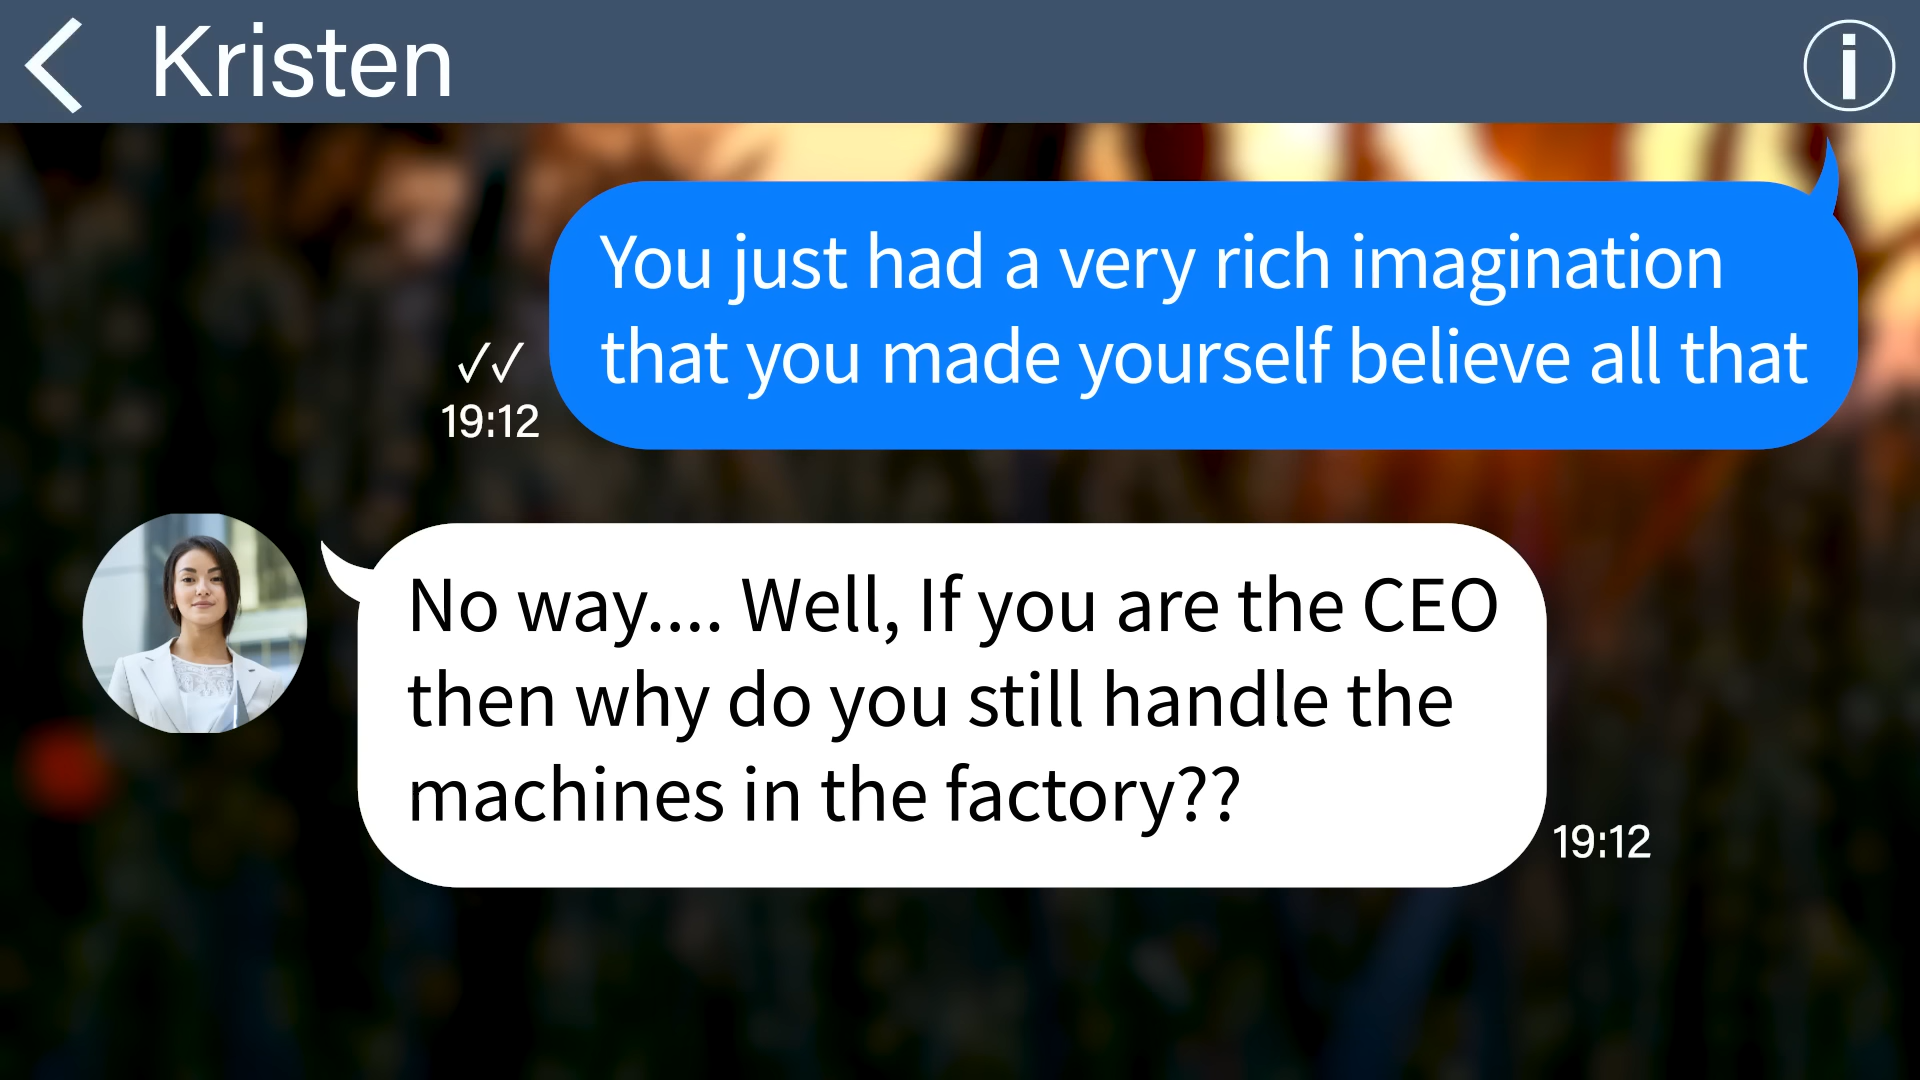 Kristen
You just had a very rich imagination
that you made yourself believe all that
✓✓
19:12
No way.... Well, If you are the CEO
then why do you still handle the
machines in the factory??
19:12